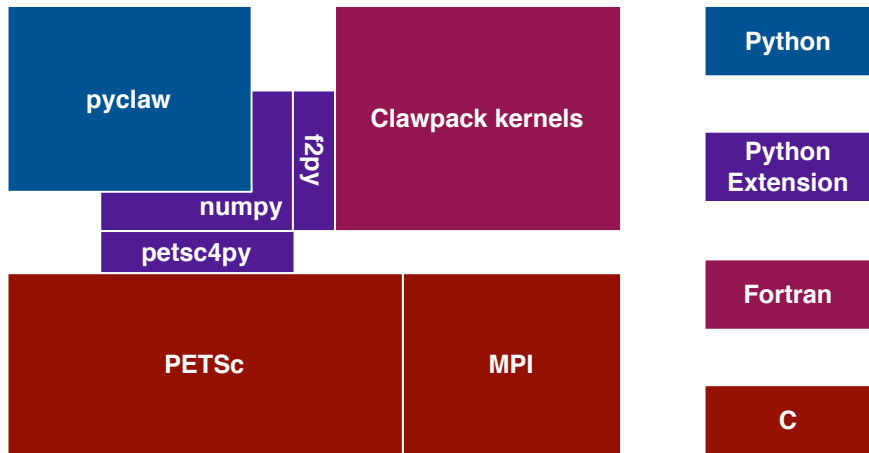 pyclaw
Clawpack kernels
f2py
numpy
petsc4py
PETSc
MPI
Python
Python
Extension
Fortran
C